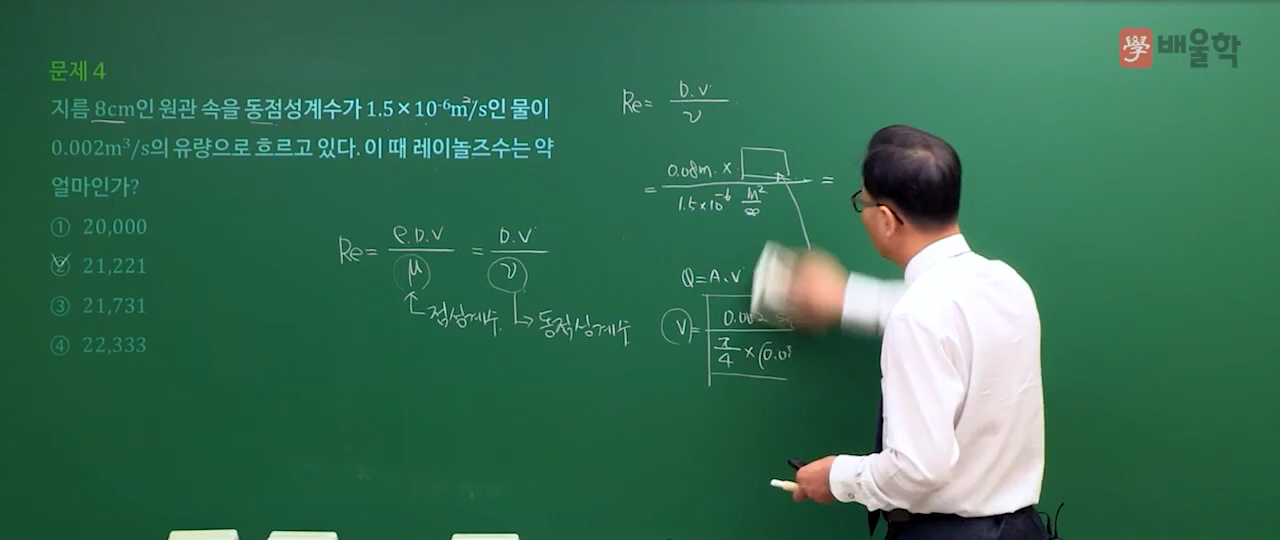 學 배울학
문제 4
지름 8cm인 원관 속을 동점성계수가 1.5×10⁻⁶m²/s인 물이
0.002m³/s의 유량으로 흐르고 있다. 이 때 레이놀즈수는 약
얼마인가?
① 20,000
② 21,221
③ 21,731
④ 22,333
Re= ρ.D.V / μ = D.V / ν
점성계수
동점성계수
Re= D.V / ν
= 0.08m × / 1.5×10⁻⁶ m²/sec =
Q=A.V
V= 0.002 / π/4 ×(0.08